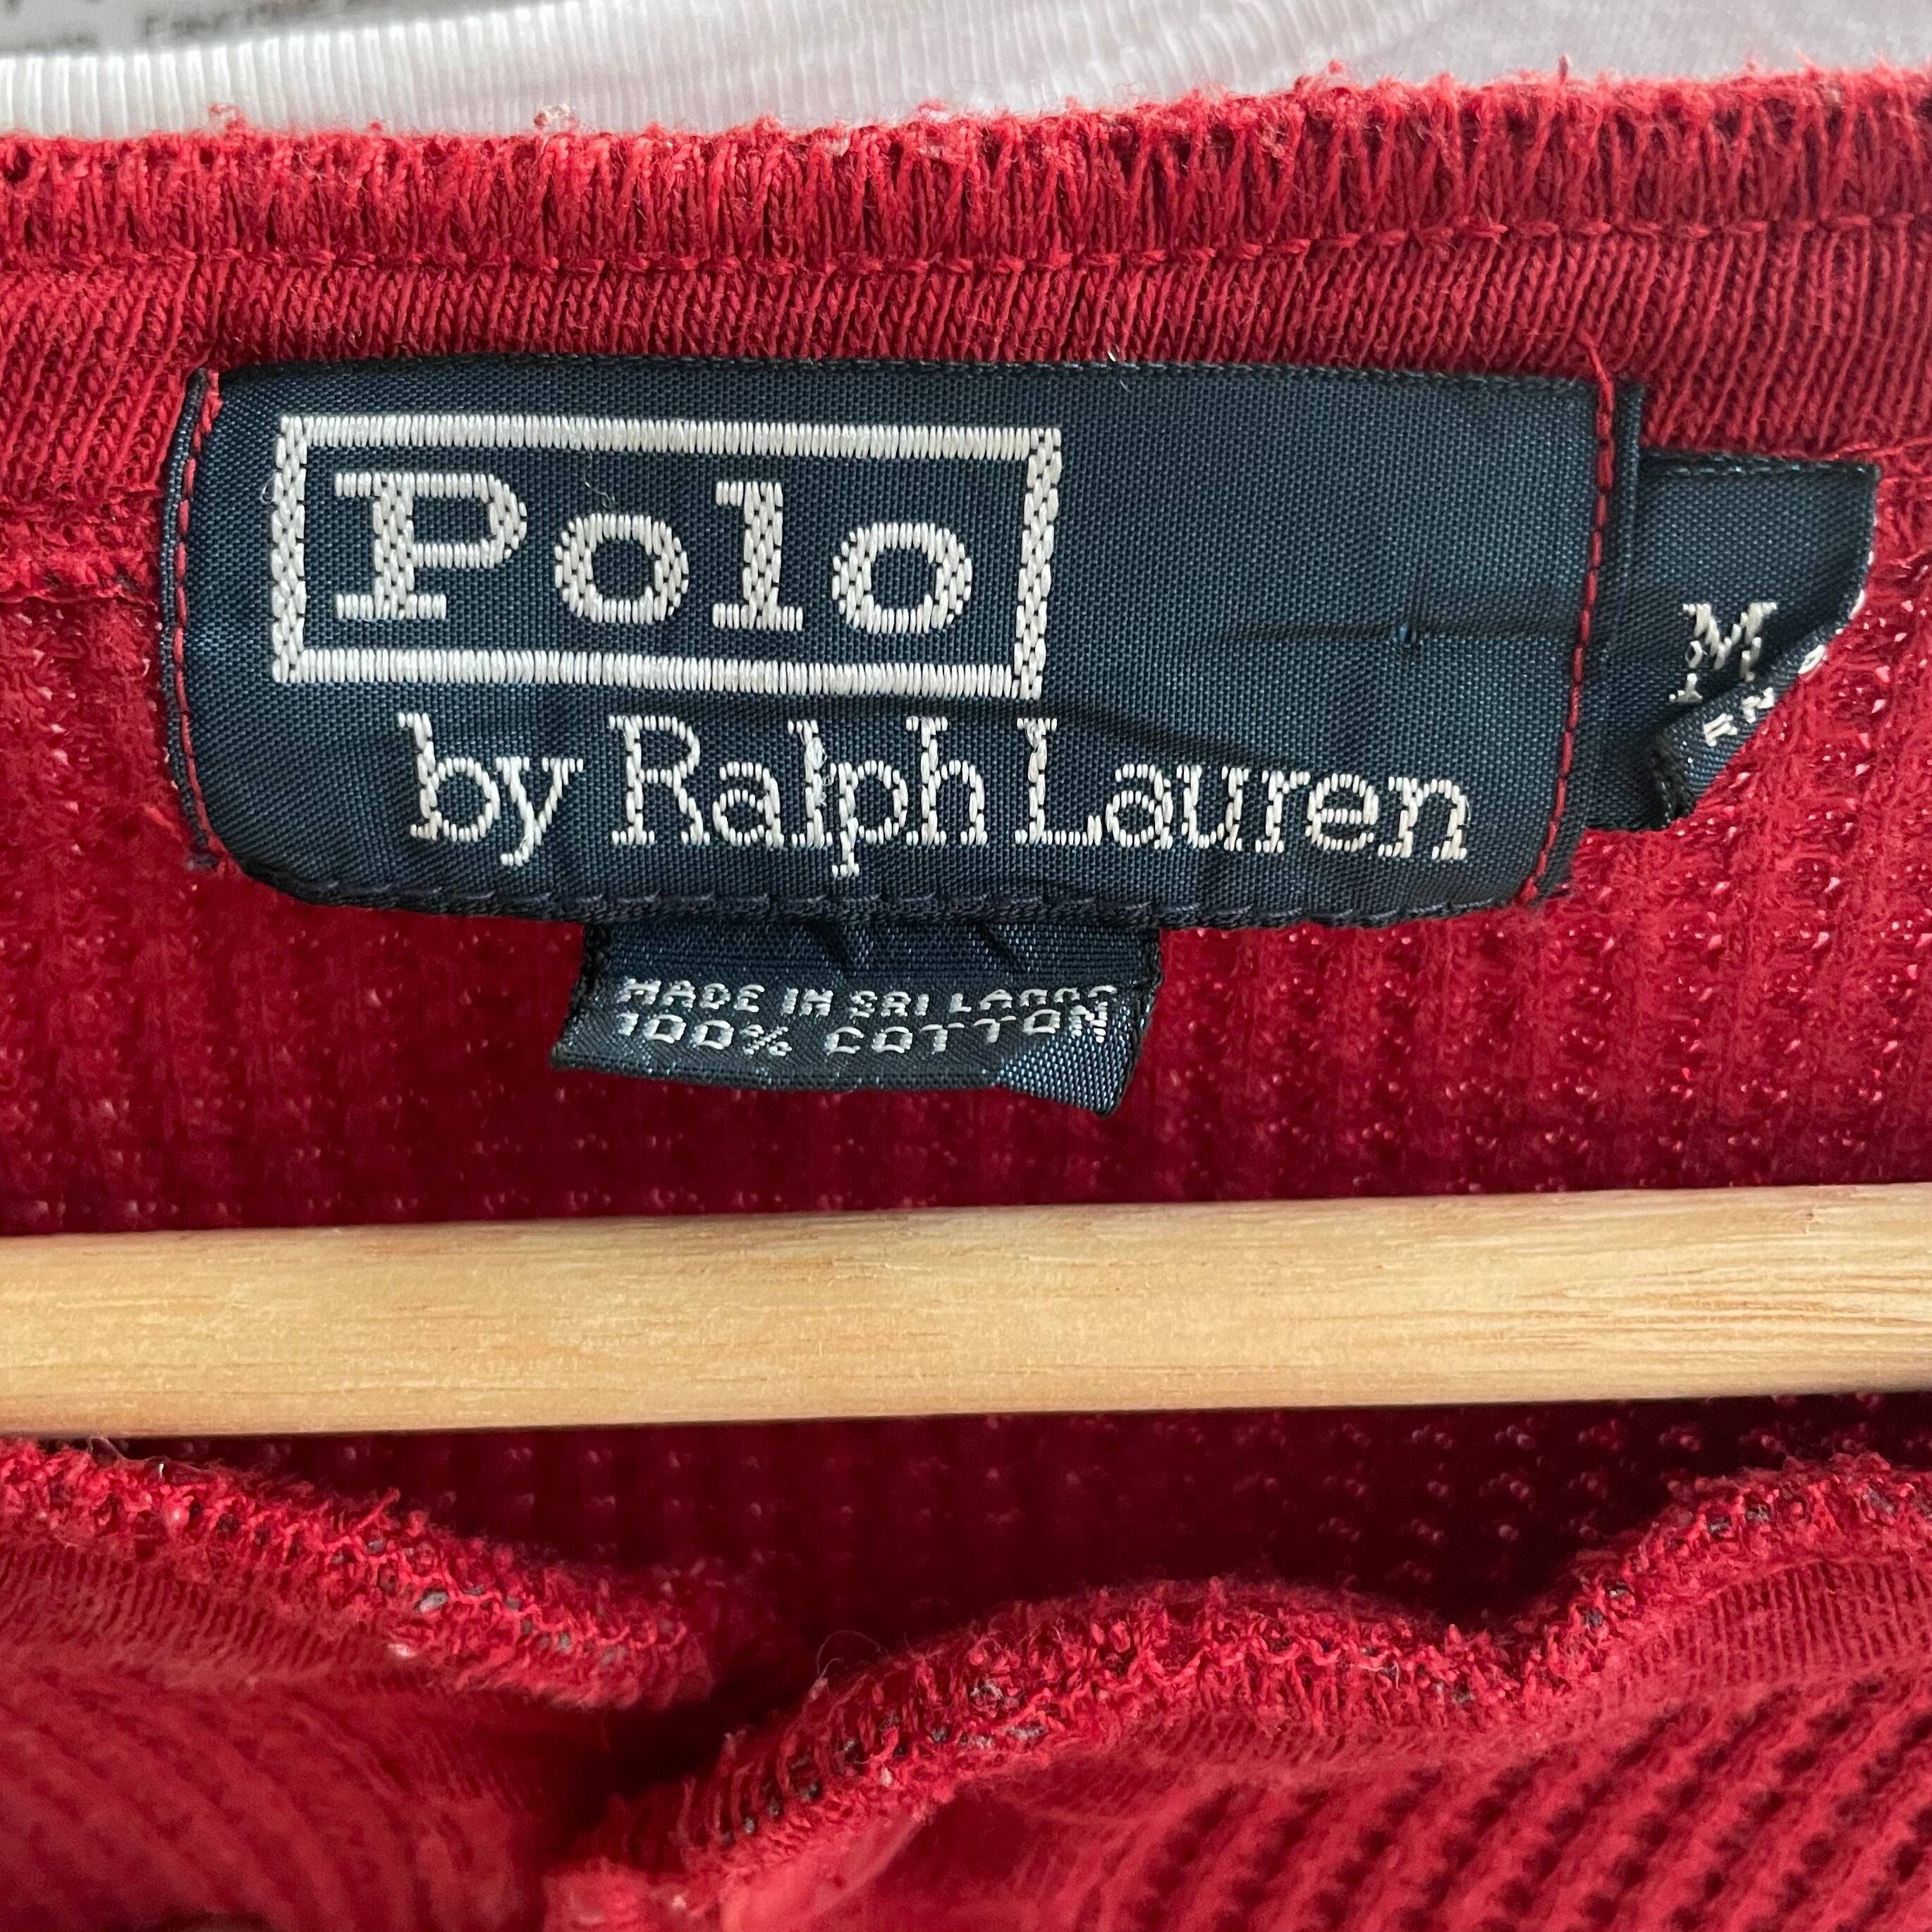 Polo
by Ralph Lauren
M
MADE IN SRI LANKA
100% COTTON